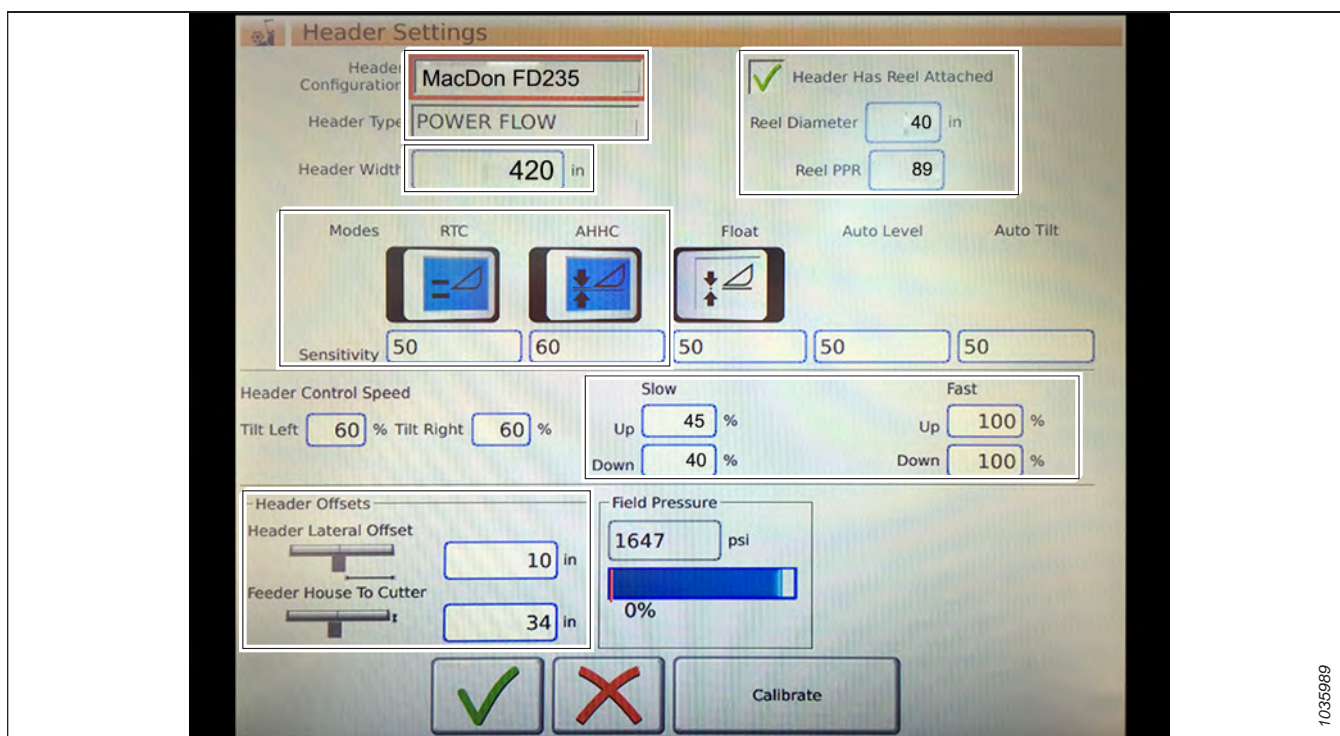 Header Settings
Header Configuration MacDon FD235
Header Type POWER FLOW
Header Width 420 in
Header Has Reel Attached
Reel Diameter 40 in
Reel PPR 89
Modes RTC AHHC Float Auto Level Auto Tilt
Sensitivity 50 60 50 50 50
Header Control Speed
Tilt Left 60 % Tilt Right 60 %
Slow Fast
Up 45 % Up 100 %
Down 40 % Down 100 %
Header Offsets
Header Lateral Offset
10 in
Feeder House To Cutter
34 in
Field Pressure
1647 psi
0%
Calibrate
1035989